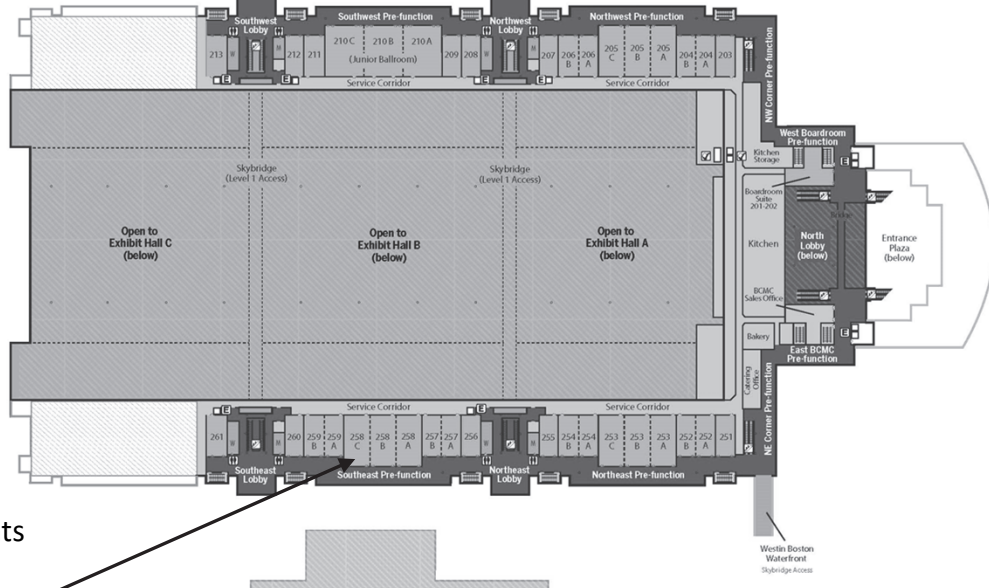 Southwest
Lobby
Southwest Pre-function
Northwest
Lobby
Northwest Pre-function
213
W
M
212
211
210 C
210 B
210 A
(Junior Ballroom)
209
208
W
M
207
206
B
206
A
205
C
205
B
205
A
204
B
204
A
203
NW Corner Pre-function
E
E
E
E
Service Corridor
Service Corridor
West Boardroom
Pre-function
Kitchen
Storage
E
Skybridge
(Level 1 Access)
Skybridge
(Level 1 Access)
Boardroom
Suite
201-202
Bridge
Open to
Exhibit Hall C
(below)
Open to
Exhibit Hall B
(below)
Open to
Exhibit Hall A
(below)
Kitchen
North
Lobby
(below)
Entrance
Plaza
(below)
BCMC
Sales Office
Bakery
E
East BCMC
Pre-function
Catering
Office
NE Corner Pre-function
Service Corridor
Service Corridor
E
E
261
W
M
260
259
B
259
A
258
C
258
B
258
A
257
B
257
A
256
W
M
255
254
B
254
A
253
C
253
B
253
A
252
B
252
A
251
Southeast
Lobby
Southeast Pre-function
Northeast
Lobby
Northeast Pre-function
ts
Westin Boston
Waterfront
Skybridge Access